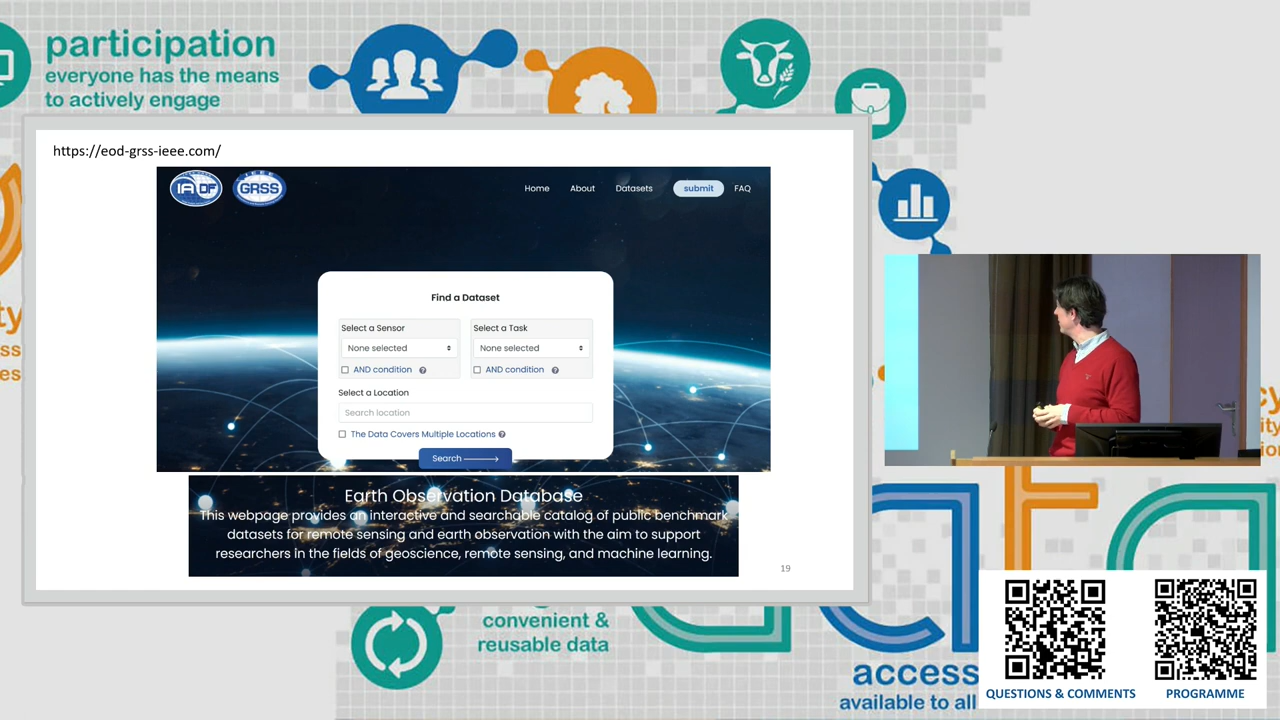 participation
everyone has the means
to actively engage
https://eod-grss-ieee.com/
IADF
IEEE
GRSS
Home About Datasets submit FAQ
Find a Dataset
Select a Sensor Select a Task
None selected None selected
AND condition ? AND condition ?
Select a Location
Search location
The Data Covers Multiple Locations ?
Search
Earth Observation Database
This webpage provides an interactive and searchable catalog of public benchmark
datasets for remote sensing and earth observation with the aim to support
researchers in the fields of geoscience, remote sensing, and machine learning.
19
convenient &
reusable data
access
available to all
QUESTIONS & COMMENTS
PROGRAMME